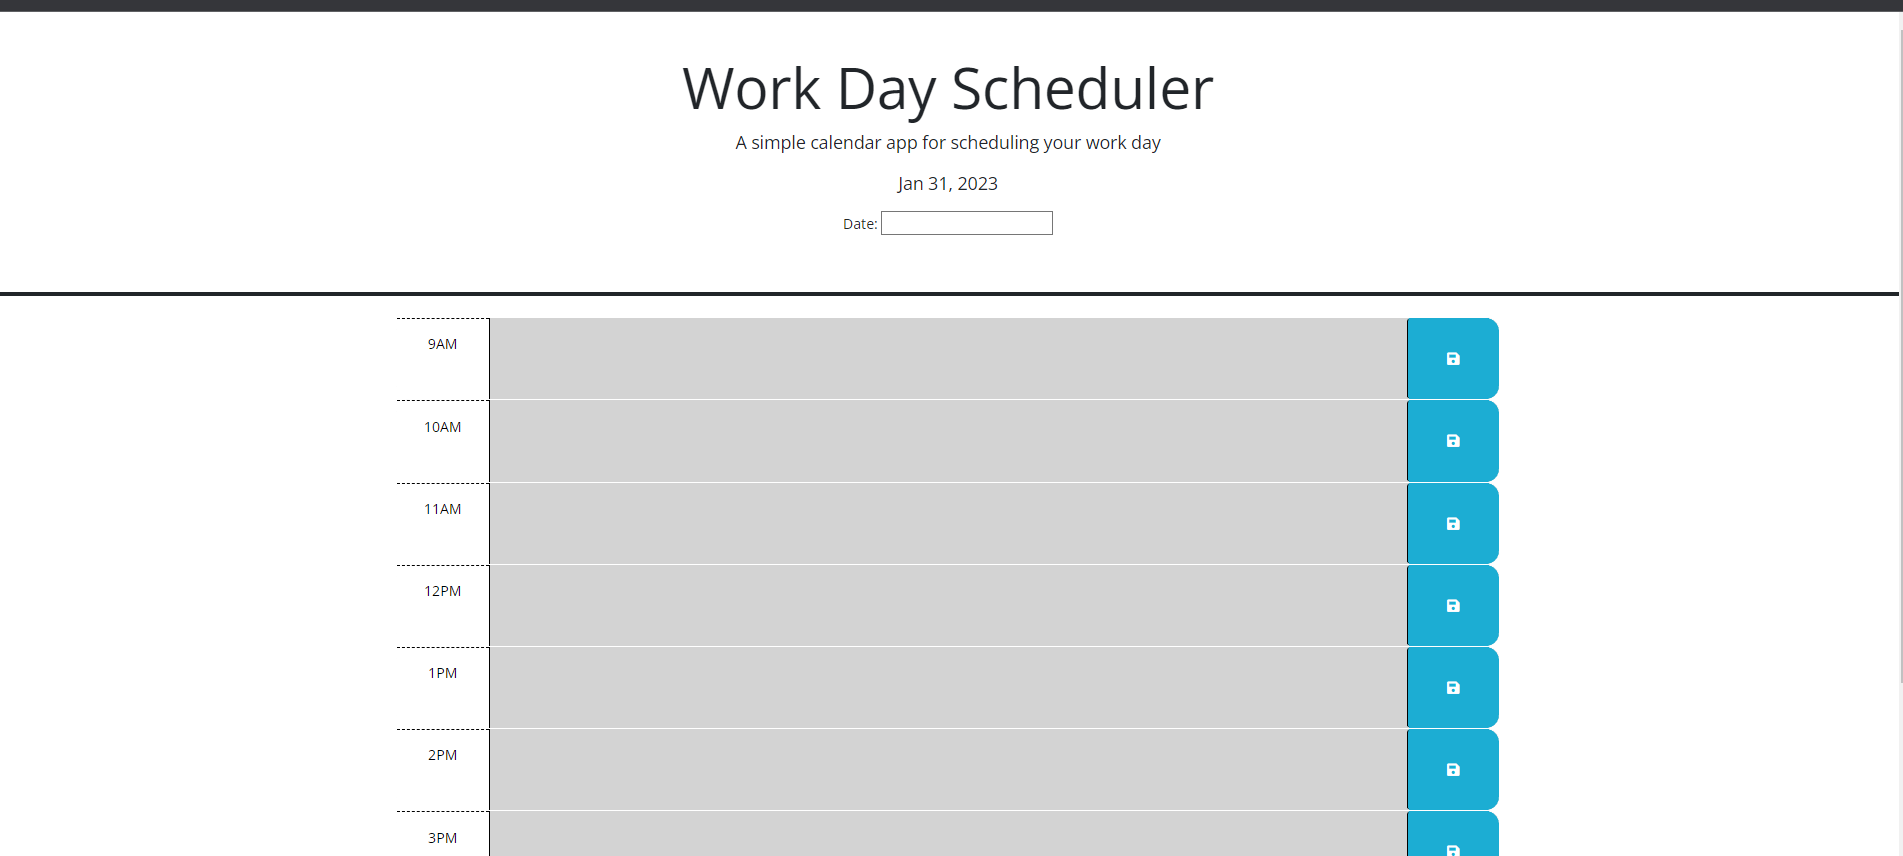 Work Day Scheduler
A simple calendar app for scheduling your work day
Jan 31, 2023
Date:
9AM
10AM
11AM
12PM
1PM
2PM
3PM